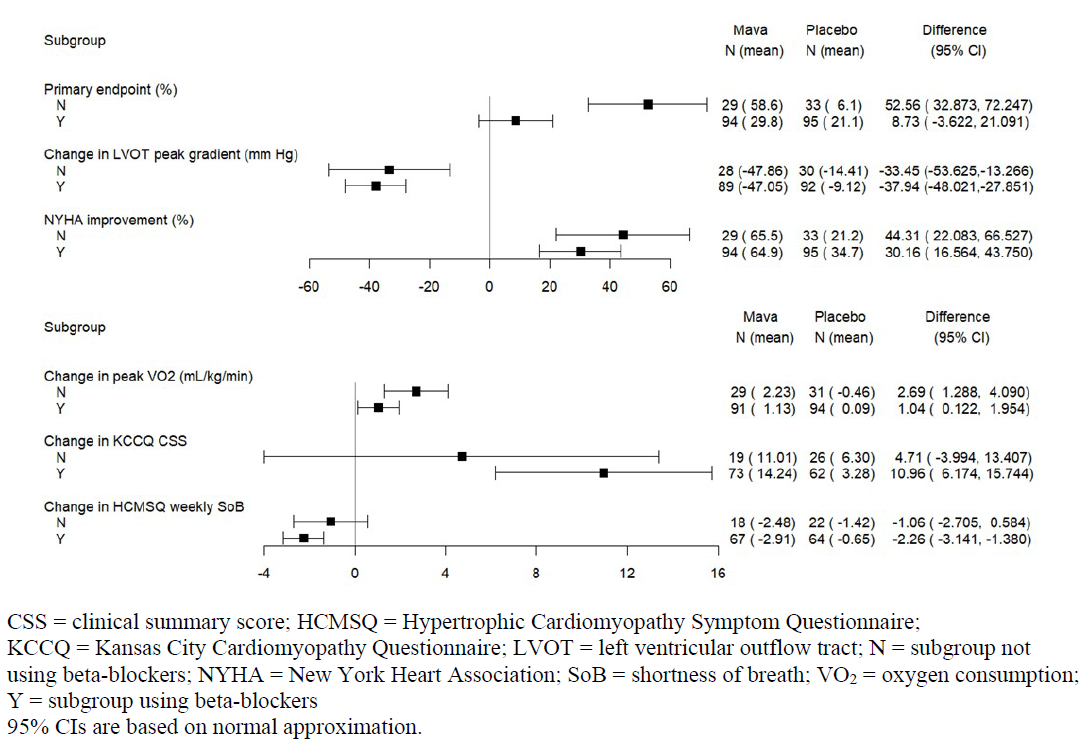 Subgroup Mava Placebo Difference
N (mean) N (mean) (95% CI)
Primary endpoint (%)
N 29 ( 58.6) 33 ( 6.1) 52.56 ( 32.873, 72.247)
Y 94 ( 29.8) 95 ( 21.1) 8.73 ( -3.622, 21.091)
Change in LVOT peak gradient (mm Hg)
N 28 (-47.86) 30 (-14.41) -33.45 (-53.625,-13.266)
Y 89 (-47.05) 92 ( -9.12) -37.94 (-48.021,-27.851)
NYHA improvement (%)
N 29 ( 65.5) 33 ( 21.2) 44.31 ( 22.083, 66.527)
Y 94 ( 64.9) 95 ( 34.7) 30.16 ( 16.564, 43.750)
-60 -40 -20 0 20 40 60
Subgroup Mava Placebo Difference
N (mean) N (mean) (95% CI)
Change in peak VO2 (mL/kg/min)
N 29 ( 2.23) 31 ( -0.46) 2.69 ( 1.288, 4.090)
Y 91 ( 1.13) 94 ( 0.09) 1.04 ( 0.122, 1.954)
Change in KCCQ CSS
N 19 ( 11.01) 26 ( 6.30) 4.71 ( -3.994, 13.407)
Y 73 ( 14.24) 62 ( 3.28) 10.96 ( 6.174, 15.744)
Change in HCMSQ weekly SoB
N 18 ( -2.48) 22 ( -1.42) -1.06 ( -2.705, 0.584)
Y 67 ( -2.91) 64 ( -0.65) -2.26 ( -3.141, -1.380)
-4 0 4 8 12 16
CSS = clinical summary score; HCMSQ = Hypertrophic Cardiomyopathy Symptom Questionnaire;
KCCQ = Kansas City Cardiomyopathy Questionnaire; LVOT = left ventricular outflow tract; N = subgroup not
using beta-blockers; NYHA = New York Heart Association; SoB = shortness of breath; VO₂ = oxygen consumption;
Y = subgroup using beta-blockers
95% CIs are based on normal approximation.